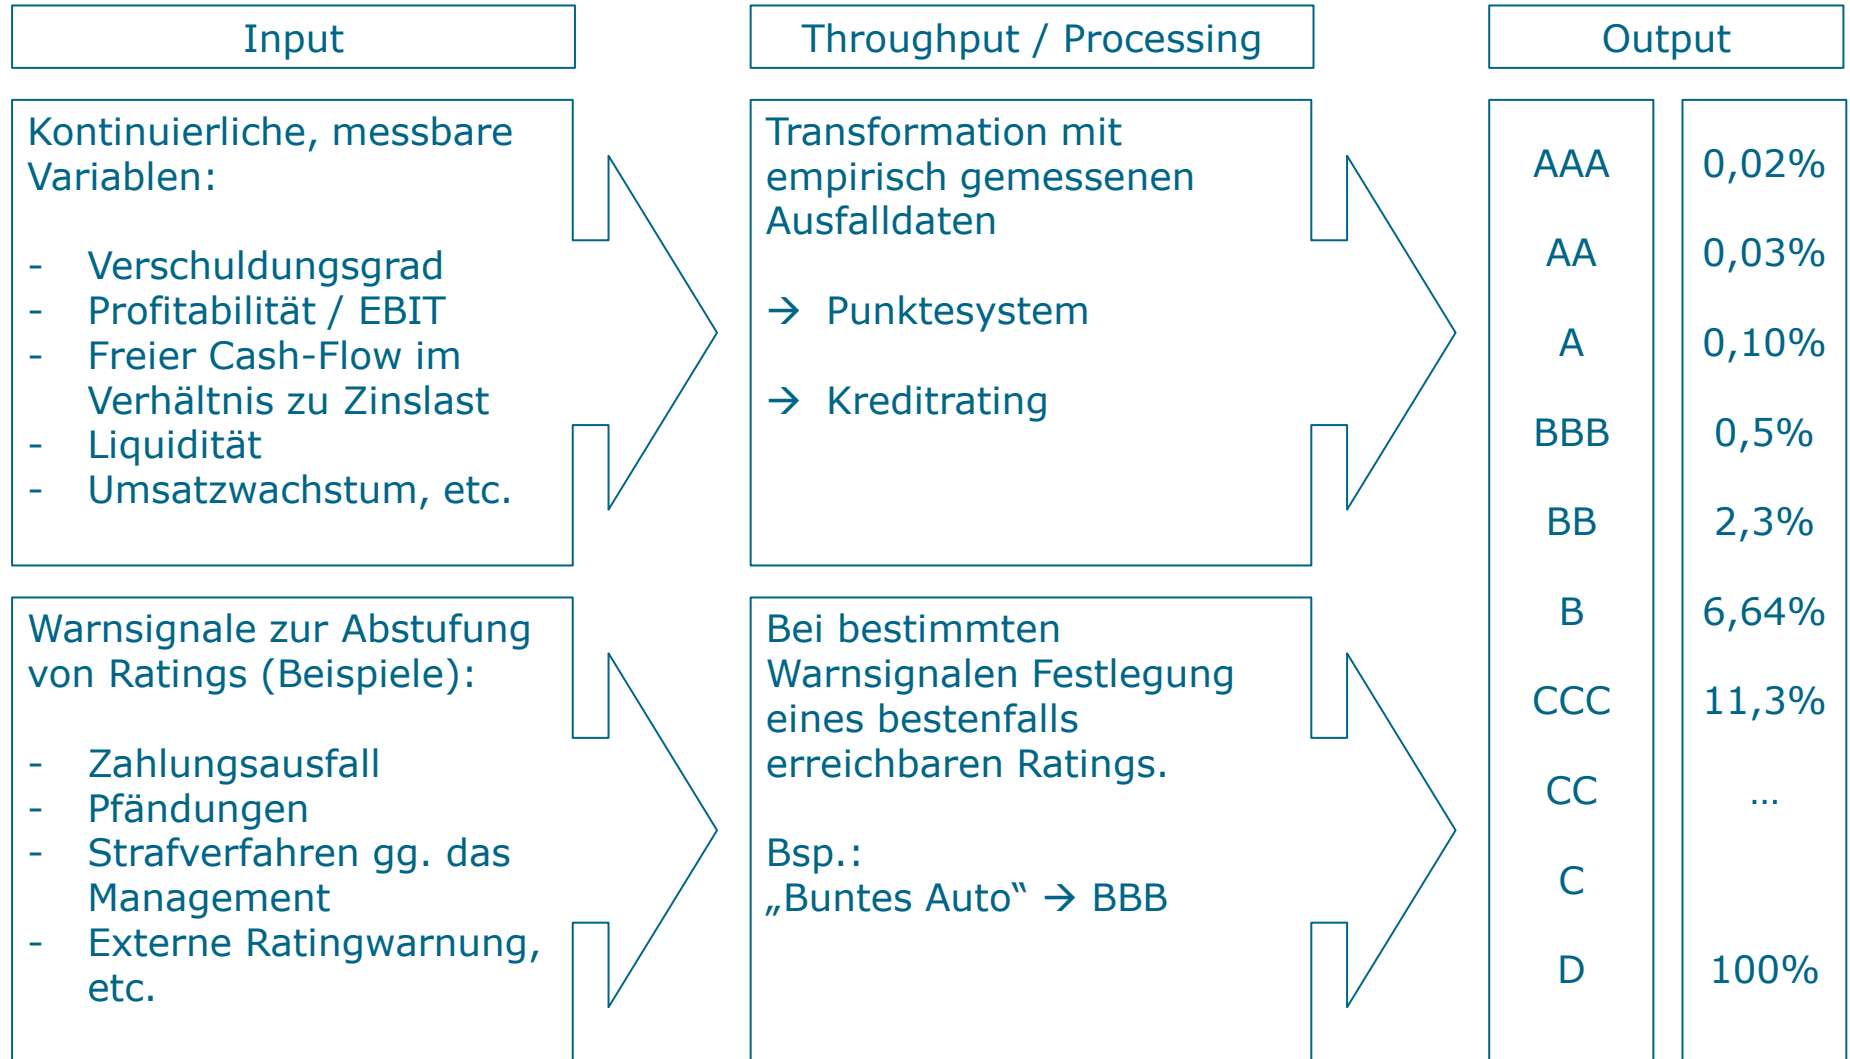 Input
Throughput / Processing
Output
Kontinuierliche, messbare
Variablen:
- Verschuldungsgrad
- Profitabilität / EBIT
- Freier Cash-Flow im
Verhältnis zu Zinslast
- Liquidität
- Umsatzwachstum, etc.
Transformation mit
empirisch gemessenen
Ausfalldaten
→ Punktesystem
→ Kreditrating
Warnsignale zur Abstufung
von Ratings (Beispiele):
- Zahlungsausfall
- Pfändungen
- Strafverfahren gg. das
Management
- Externe Ratingwarnung,
etc.
Bei bestimmten
Warnsignalen Festlegung
eines bestenfalls
erreichbaren Ratings.
Bsp.:
„Buntes Auto“ → BBB
AAA 0,02%
AA 0,03%
A 0,10%
BBB 0,5%
BB 2,3%
B 6,64%
CCC 11,3%
CC …
C
D 100%